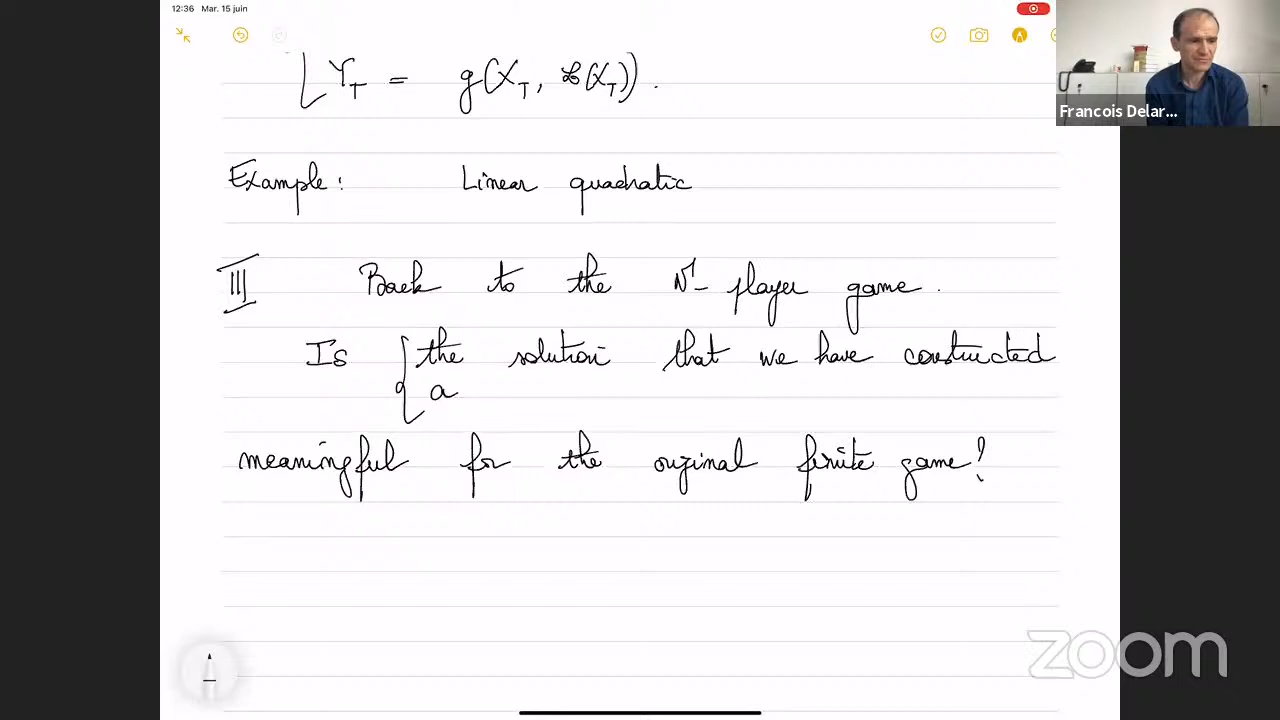 12:36 Mar. 15 juin
Y_T = g(X_T, ℒ(X_T)).
Francois Delar...
Example: Linear quadratic
III Back to the N-player game.
Is { the solution that we have constructed
a
meaningful for the original finite game?
zoom